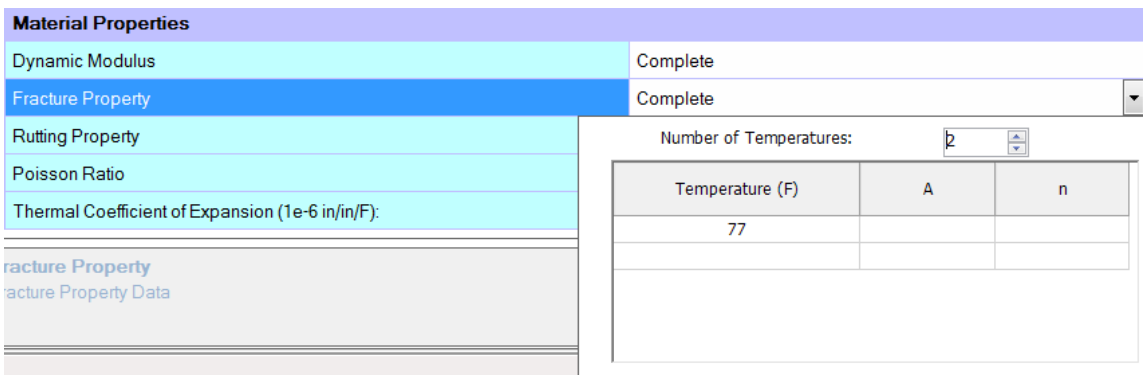 Material Properties
Dynamic Modulus Complete
Fracture Property Complete
Rutting Property
Poisson Ratio
Thermal Coefficient of Expansion (1e-6 in/in/F):
Number of Temperatures: 2
Temperature (F) A n
77
racture Property
racture Property Data